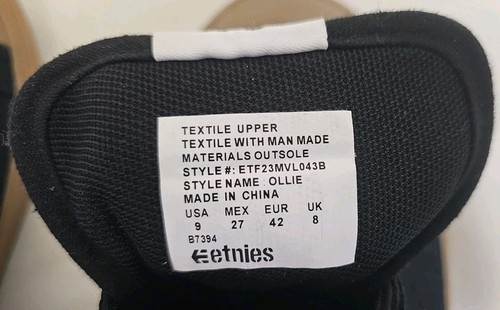 TEXTILE UPPER
TEXTILE WITH MAN MADE
MATERIALS OUTSOLE
STYLE #: ETF23MVL043B
STYLE NAME : OLLIE
MADE IN CHINA
USA MEX EUR UK
9 27 42 8
B7394
etnies